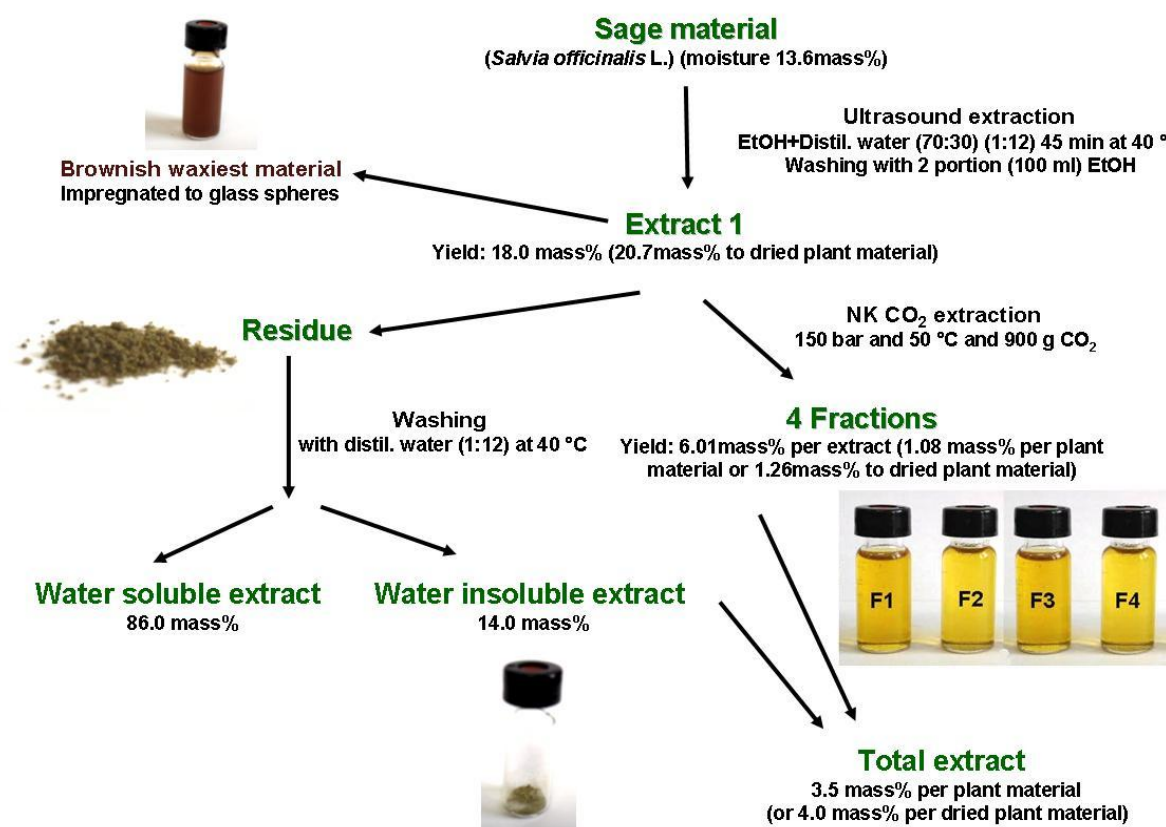 Sage material
(Salvia officinalis L.) (moisture 13.6mass%)
Ultrasound extraction
EtOH+Distil. water (70:30) (1:12) 45 min at 40 °
Washing with 2 portion (100 ml) EtOH
Brownish waxiest material
Impregnated to glass spheres
Extract 1
Yield: 18.0 mass% (20.7mass% to dried plant material)
Residue
NK CO₂ extraction
150 bar and 50 °C and 900 g CO₂
Washing
with distil. water (1:12) at 40 °C
4 Fractions
Yield: 6.01mass% per extract (1.08 mass% per plant
material or 1.26mass% to dried plant material)
F1
F2
F3
F4
Water soluble extract
86.0 mass%
Water insoluble extract
14.0 mass%
Total extract
3.5 mass% per plant material
(or 4.0 mass% per dried plant material)